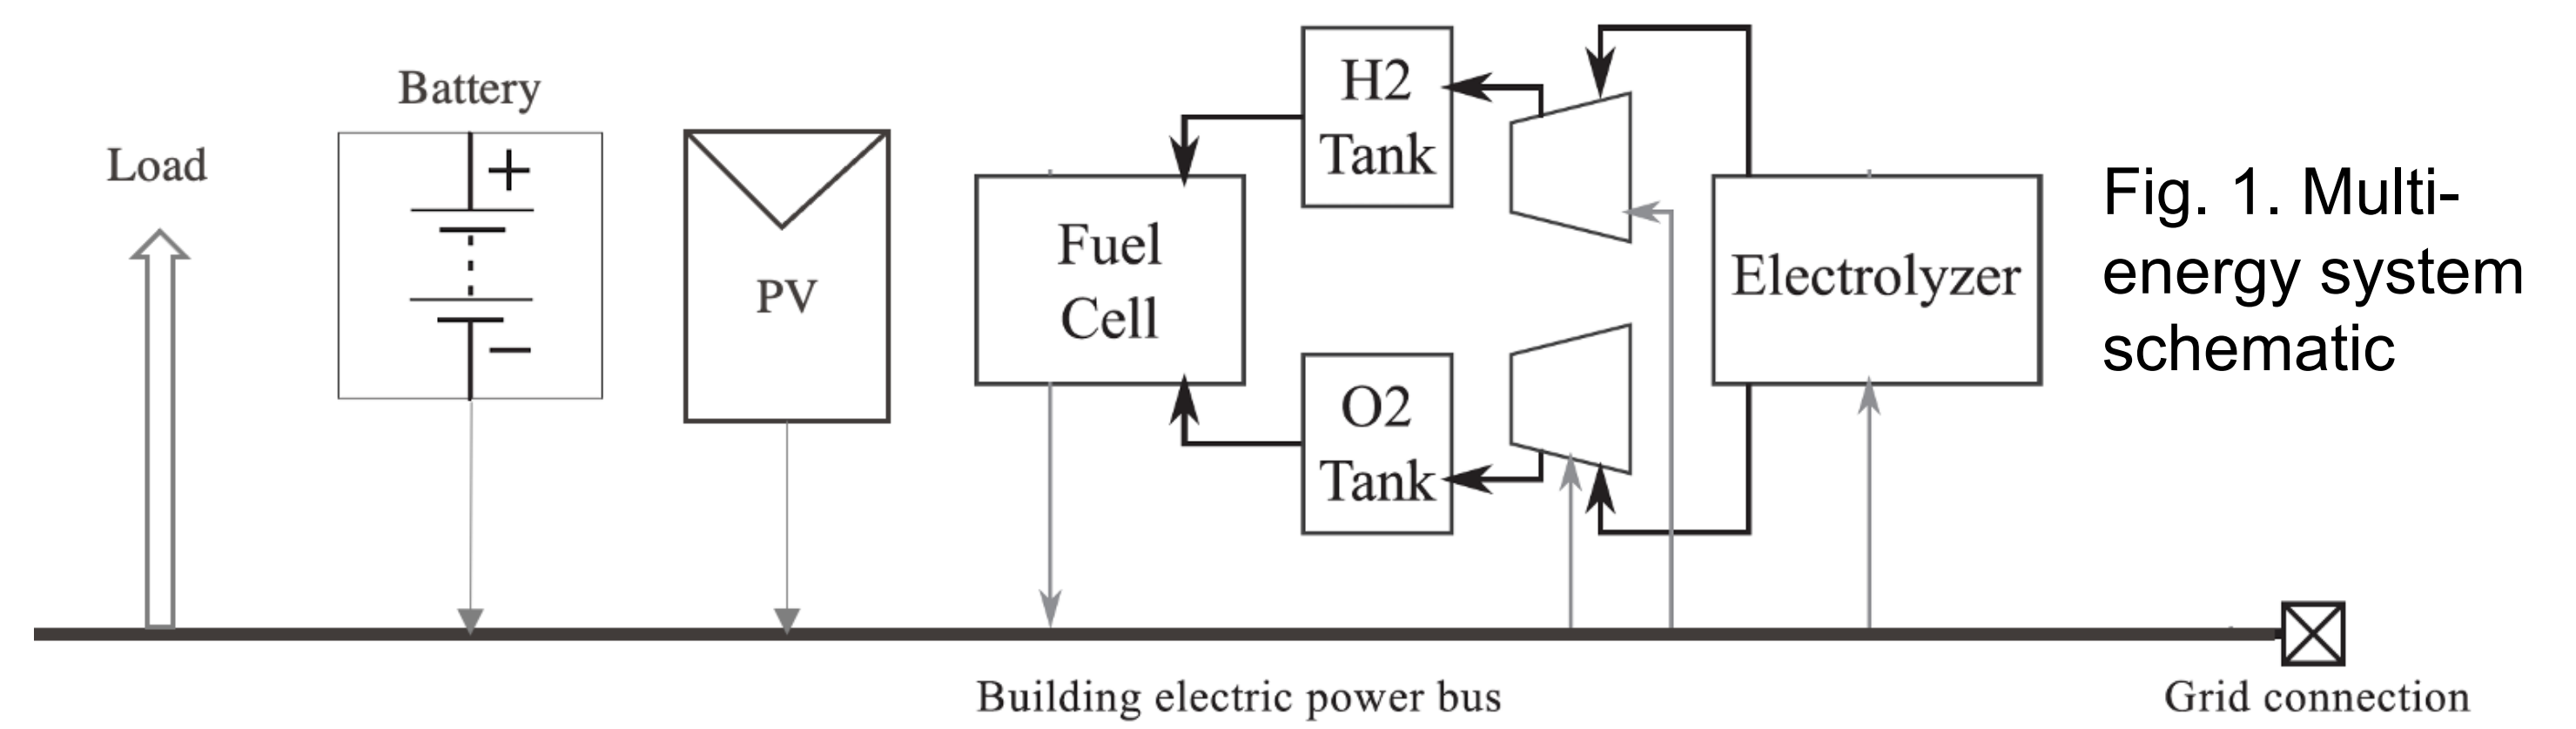 Load
Battery
+
−
PV
Fuel
Cell
H2
Tank
O2
Tank
Electrolyzer
Fig. 1. Multi-
energy system
schematic
Building electric power bus
Grid connection